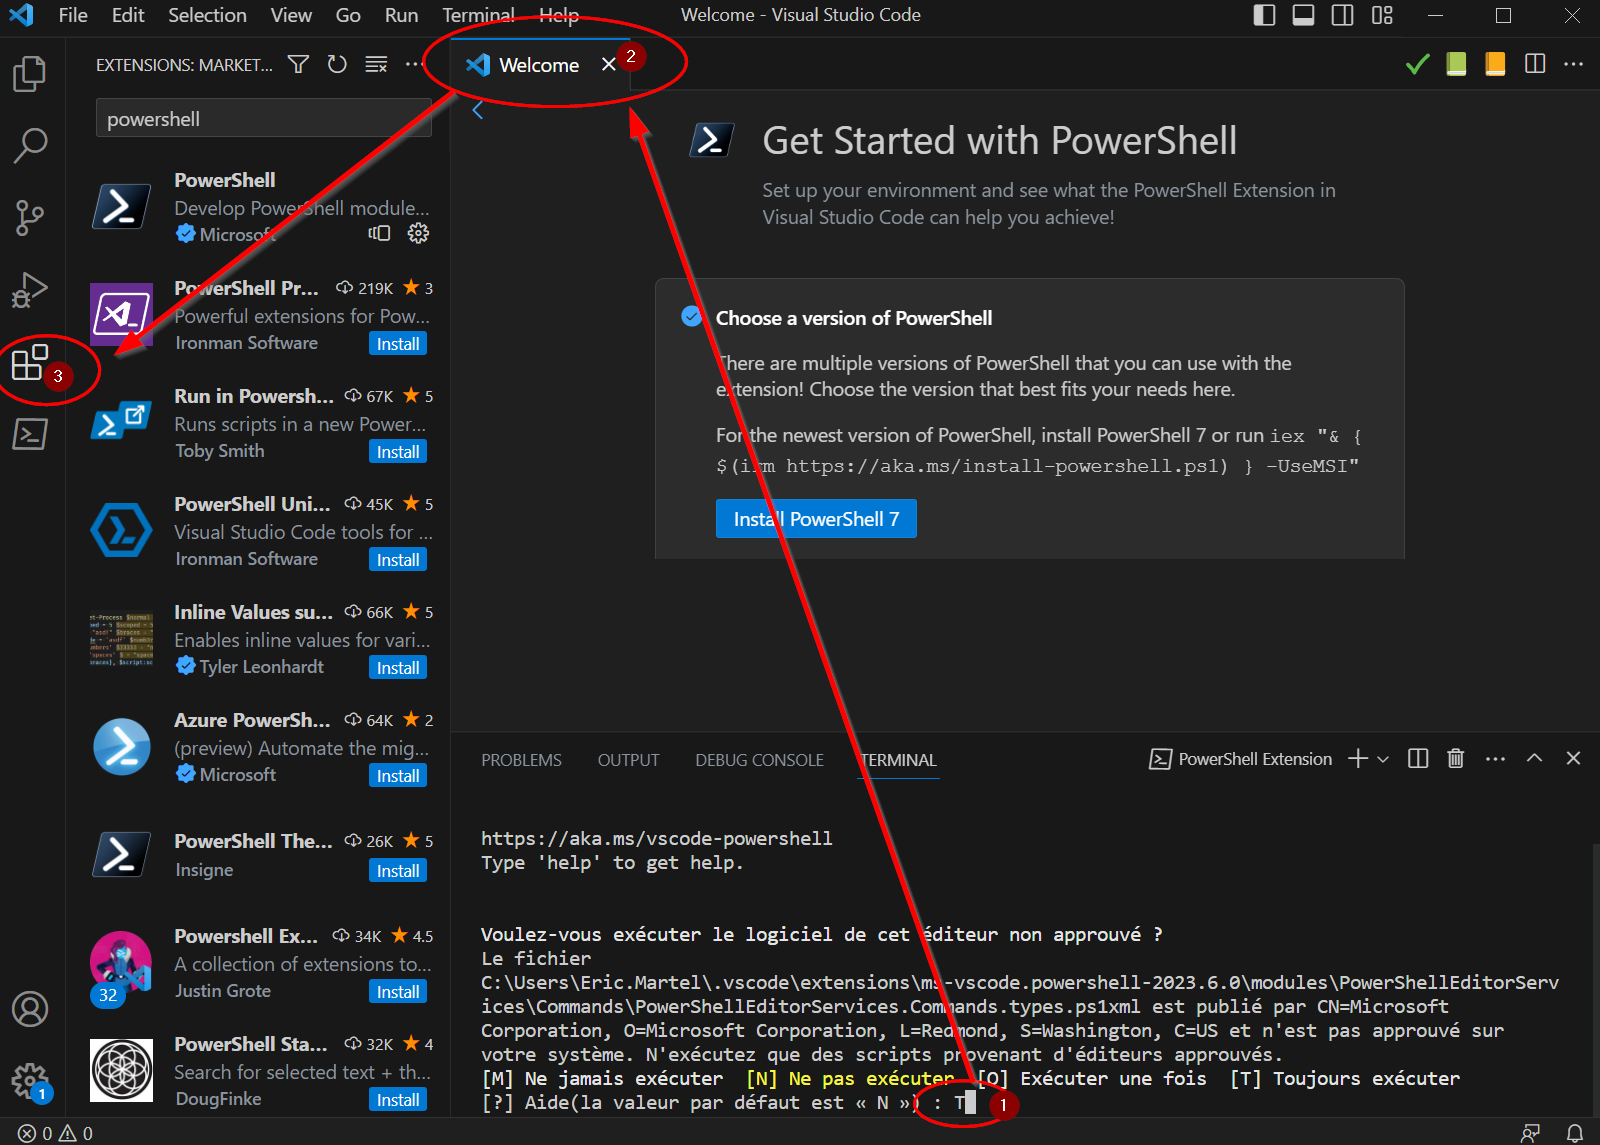 File Edit Selection View Go Run Terminal Help
Welcome - Visual Studio Code
EXTENSIONS: MARKET...
powershell
PowerShell
Develop PowerShell module...
Microsoft
PowerShell Pr... 219K 3
Powerful extensions for Pow...
Ironman Software Install
Run in Powersh... 67K 5
Runs scripts in a new Power...
Toby Smith Install
PowerShell Uni... 45K 5
Visual Studio Code tools for ...
Ironman Software Install
Inline Values su... 66K 5
Enables inline values for vari...
Tyler Leonhardt Install
Azure PowerSh... 64K 2
(preview) Automate the mig...
Microsoft Install
PowerShell The... 26K 5
Insigne Install
Powershell Ex... 34K 4.5
A collection of extensions to...
32 Justin Grote Install
PowerShell Sta... 32K 4
Search for selected text + th...
DougFinke Install
3
1
Welcome 2
Get Started with PowerShell
Set up your environment and see what the PowerShell Extension in
Visual Studio Code can help you achieve!
Choose a version of PowerShell
There are multiple versions of PowerShell that you can use with the
extension! Choose the version that best fits your needs here.
For the newest version of PowerShell, install PowerShell 7 or run iex "& {
$(irm https://aka.ms/install-powershell.ps1) } -UseMSI"
Install PowerShell 7
PROBLEMS OUTPUT DEBUG CONSOLE TERMINAL PowerShell Extension
https://aka.ms/vscode-powershell
Type 'help' to get help.
Voulez-vous exécuter le logiciel de cet éditeur non approuvé ?
Le fichier
C:\Users\Eric.Martel\.vscode\extensions\ms-vscode.powershell-2023.6.0\modules\PowerShellEditorServ
ices\Commands\PowerShellEditorServices.Commands.types.ps1xml est publié par CN=Microsoft
Corporation, O=Microsoft Corporation, L=Redmond, S=Washington, C=US et n'est pas approuvé sur
votre système. N'exécutez que des scripts provenant d'éditeurs approuvés.
[M] Ne jamais exécuter [N] Ne pas exécuter [O] Exécuter une fois [T] Toujours exécuter
[?] Aide(la valeur par défaut est « N ») : T 1
0 0